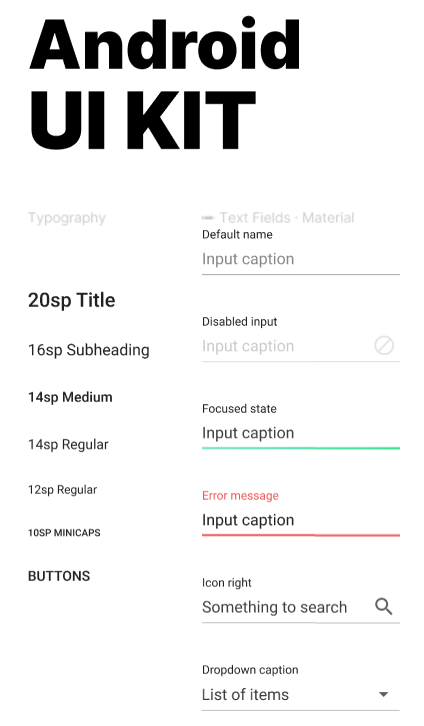 Android
UI KIT
Typography
20sp Title
16sp Subheading
14sp Medium
14sp Regular
12sp Regular
10SP MINICAPS
BUTTONS
Text Fields · Material
Default name
Input caption
Disabled input
Input caption
Focused state
Input caption
Error message
Input caption
Icon right
Something to search
Dropdown caption
List of items